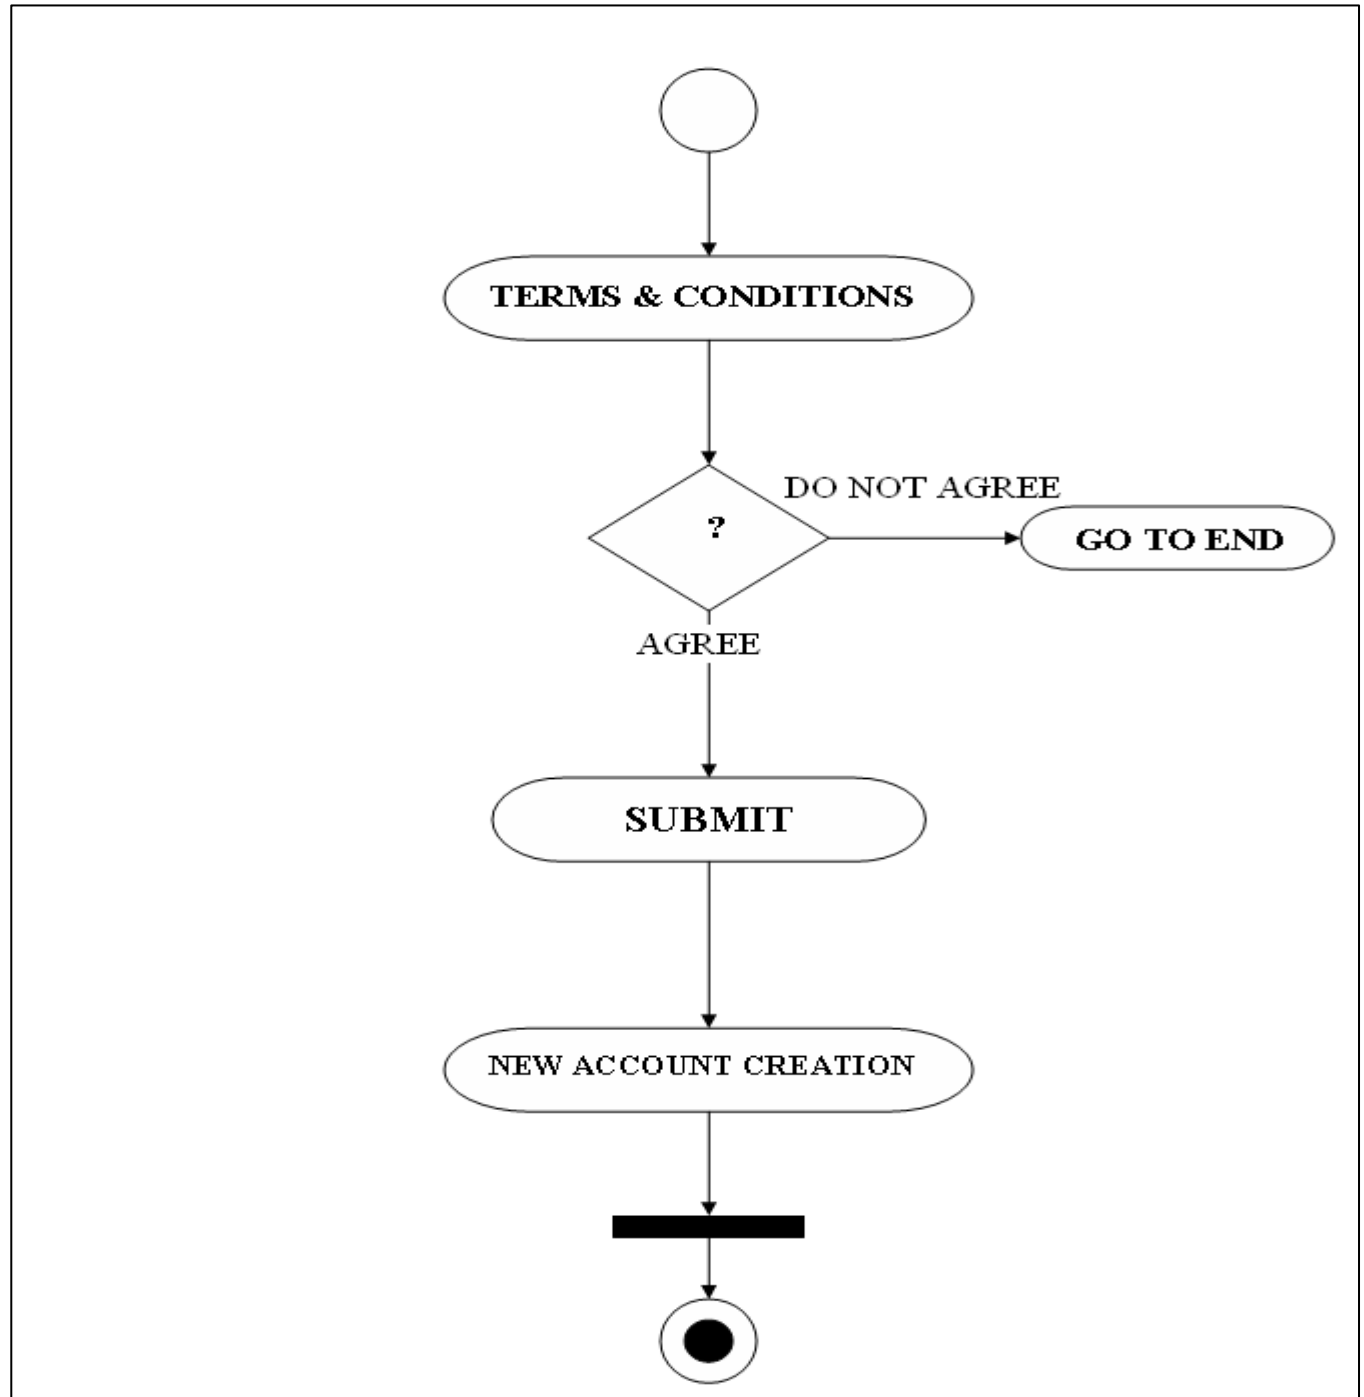 TERMS & CONDITIONS
DO NOT AGREE
?
GO TO END
AGREE
SUBMIT
NEW ACCOUNT CREATION